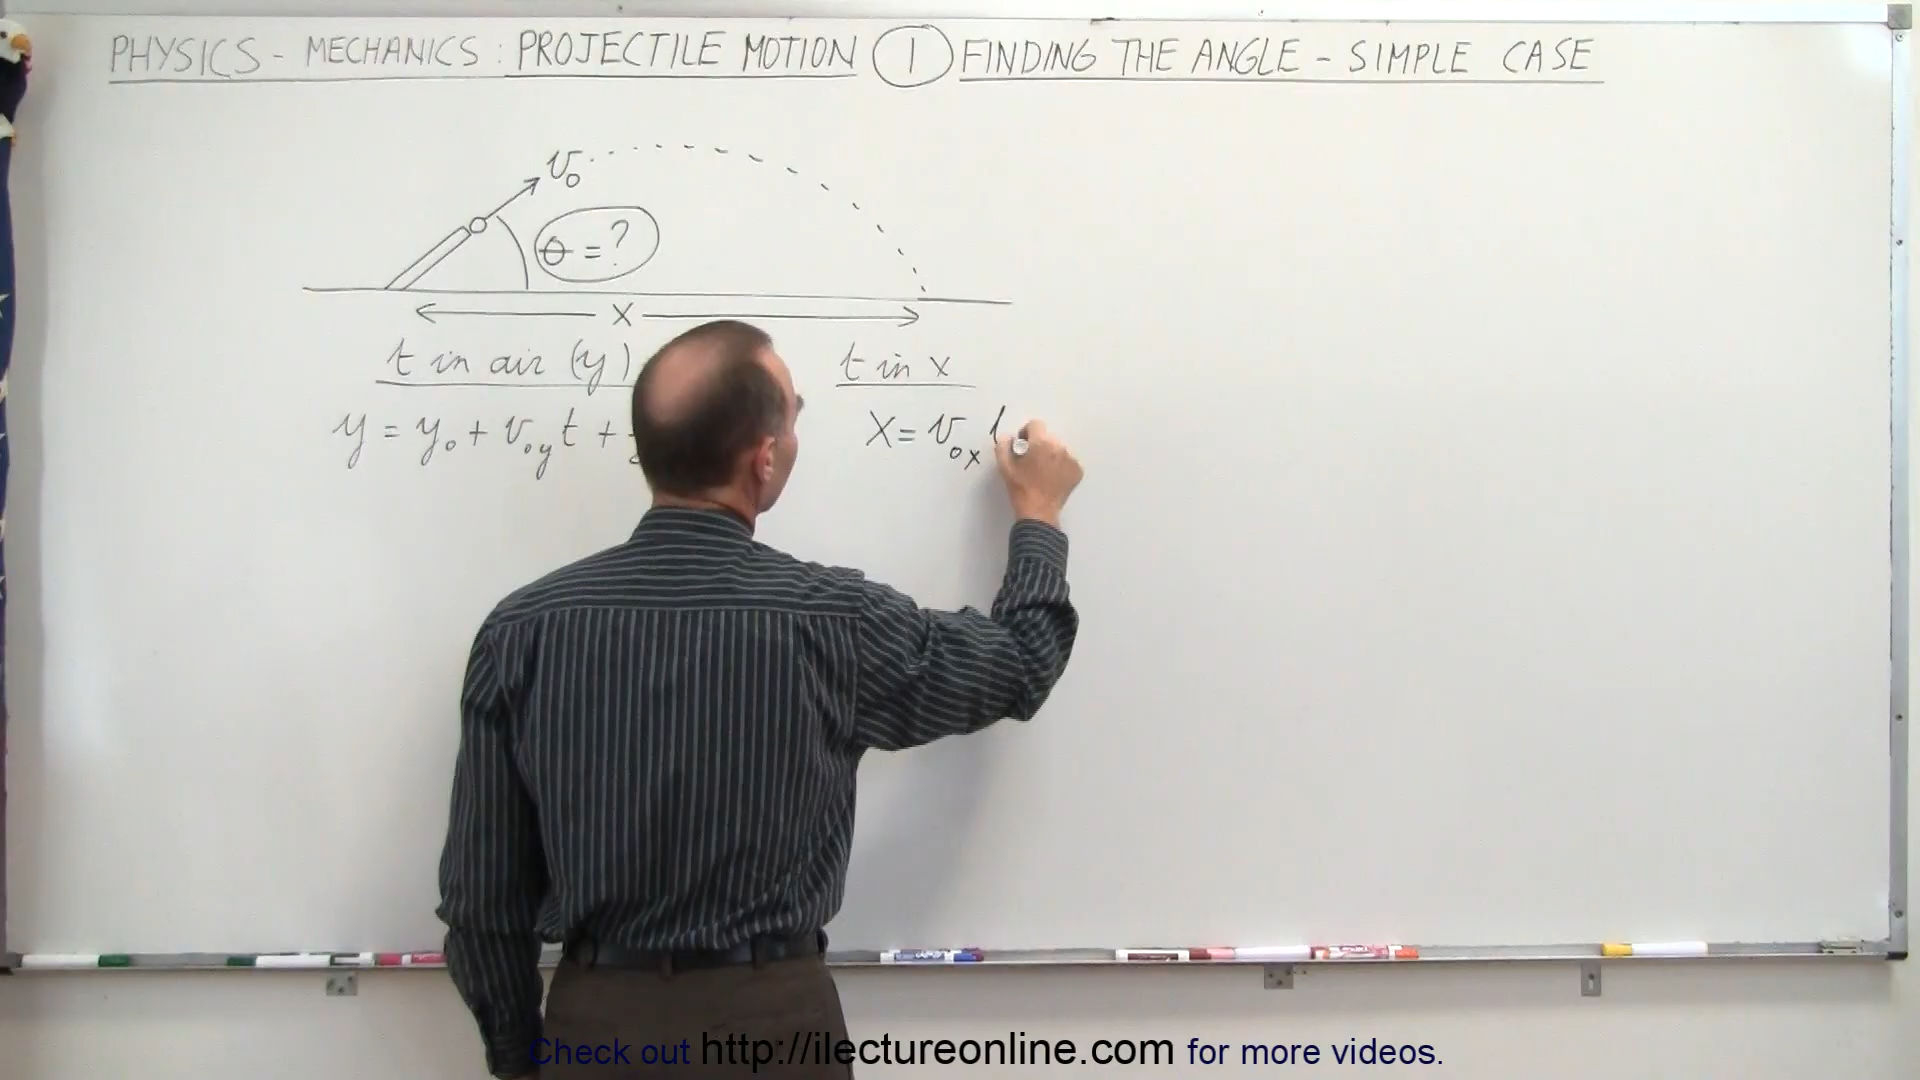 PHYSICS - MECHANICS : PROJECTILE MOTION ① FINDING THE ANGLE - SIMPLE CASE
v₀
θ = ?
X
t in air (y)
t in x
y = y₀ + v₀y t +
X = v₀x
Check out http://ilectureonline.com for more videos.